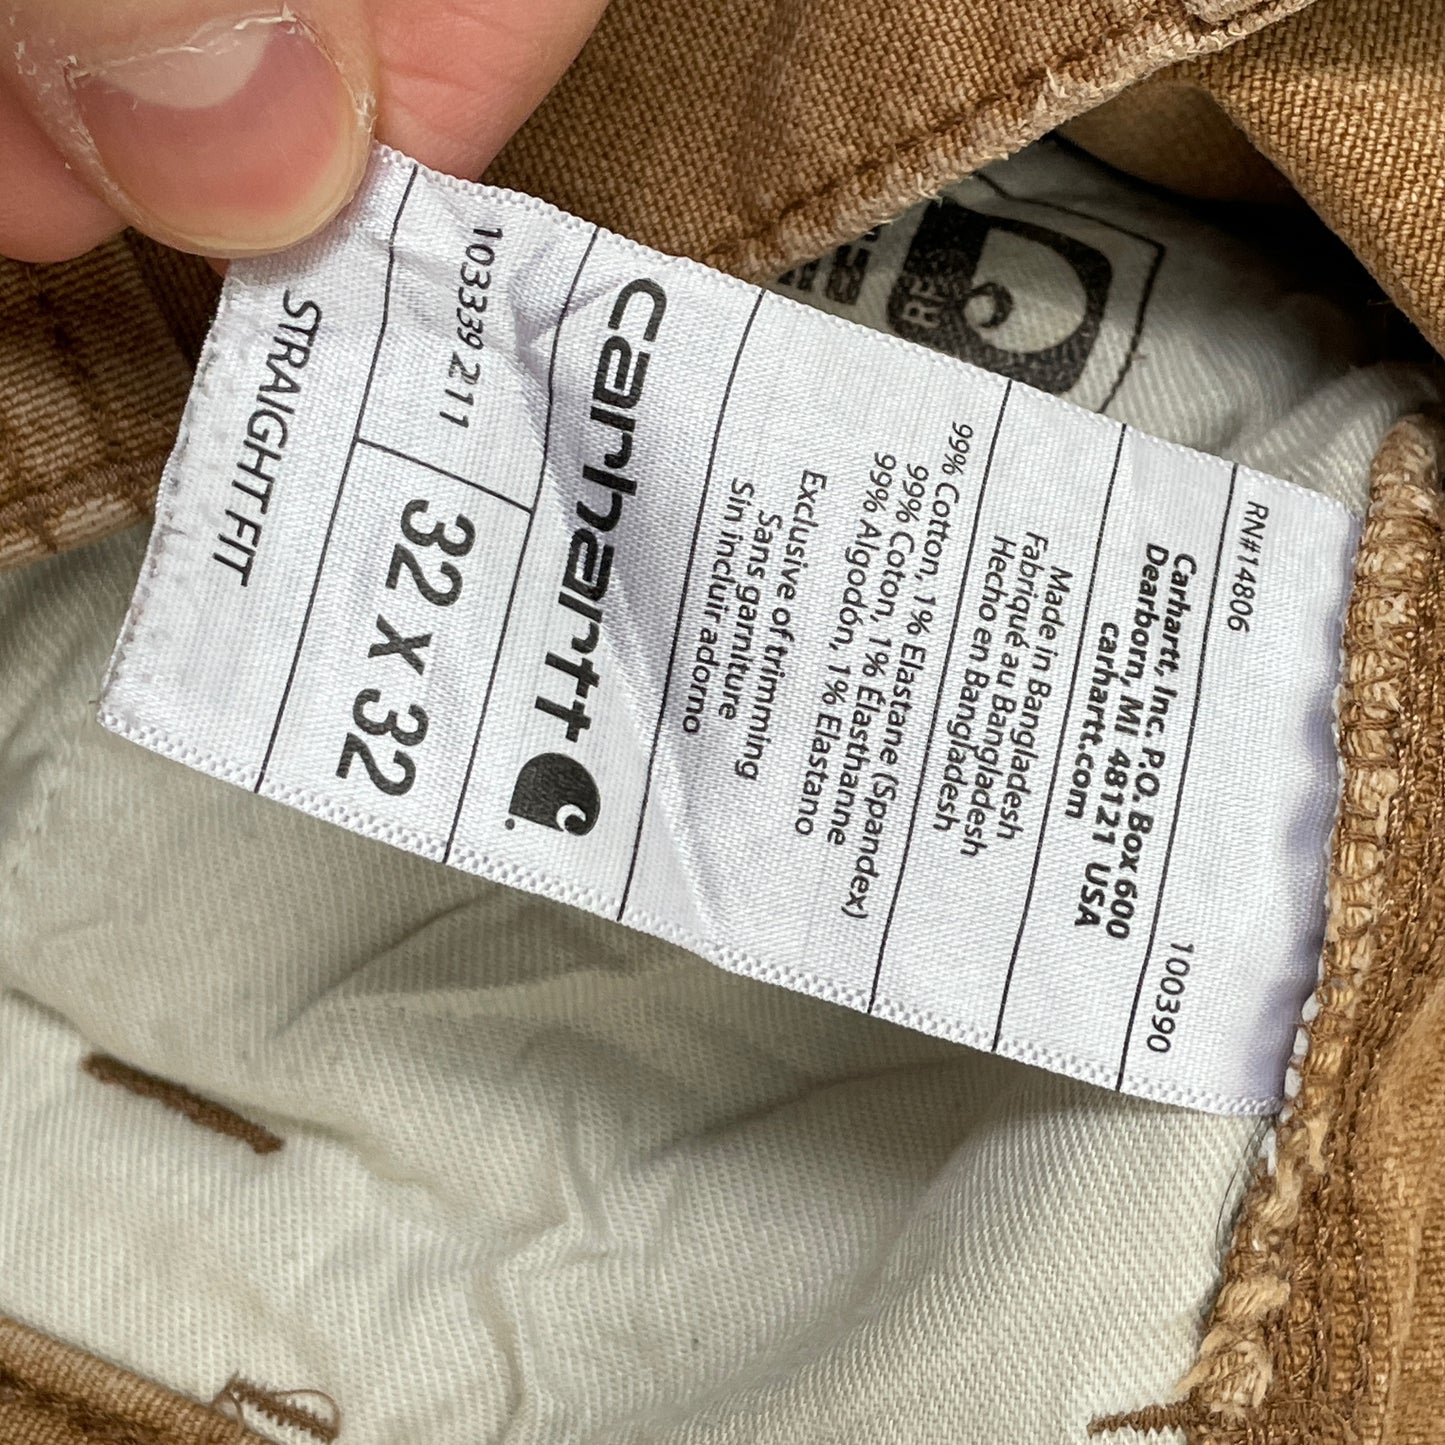 STRAIGHT FIT
103339 211
32 x 32
carhartt
Exclusive of trimming
Sans garniture
Sin incluir adorno
99% Cotton, 1% Elastane (Spandex)
99% Coton, 1% Élasthanne
99% Algodón, 1% Elastano
Made in Bangladesh
Fabriqué au Bangladesh
Hecho en Bangladesh
Carhartt, Inc. P.O. Box 600
Dearborn, MI 48121 USA
carhartt.com
RN#14806
100390